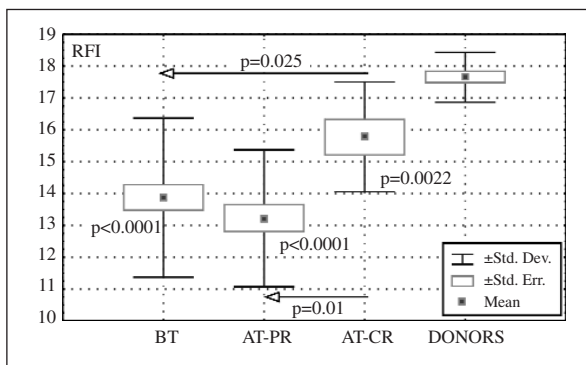 19
RFI
p=0.025
18
17
16
15
p=0.0022
14
13
p<0.0001
p<0.0001
12
±Std. Dev.
11
±Std. Err.
p=0.01
Mean
10
BT AT-PR AT-CR DONORS